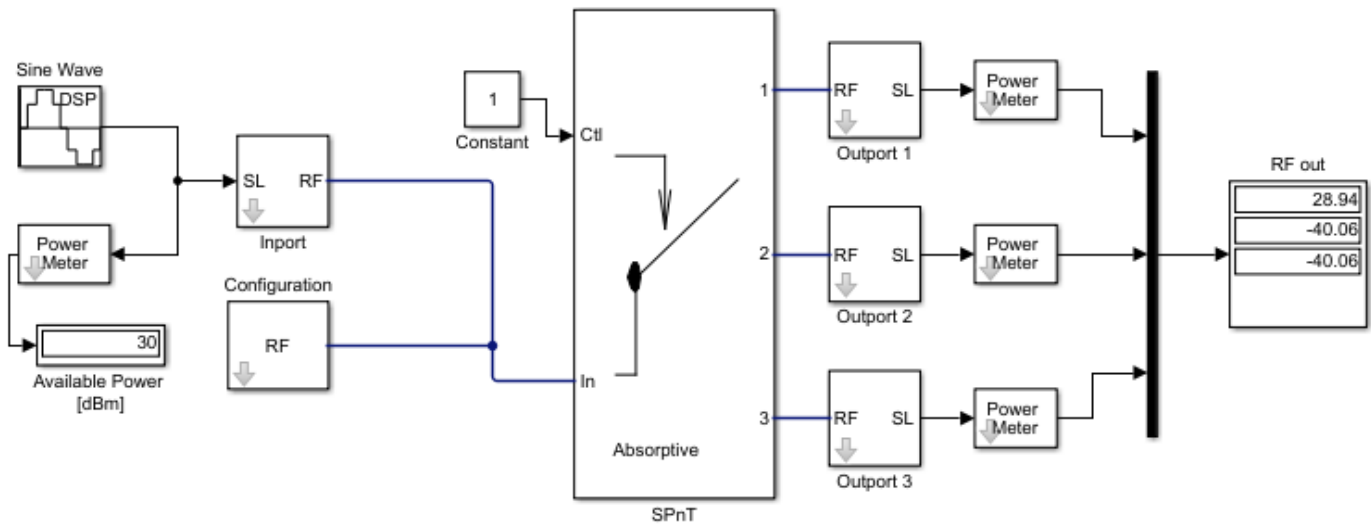 Sine Wave
DSP
SL RF
Inport
Power
Meter
30
Available Power
[dBm]
Configuration
RF
1
Constant
Ctl
In
1
2
3
Absorptive
SPnT
RF SL
Outport 1
Power
Meter
RF SL
Outport 2
Power
Meter
RF SL
Outport 3
Power
Meter
RF out
28.94
-40.06
-40.06